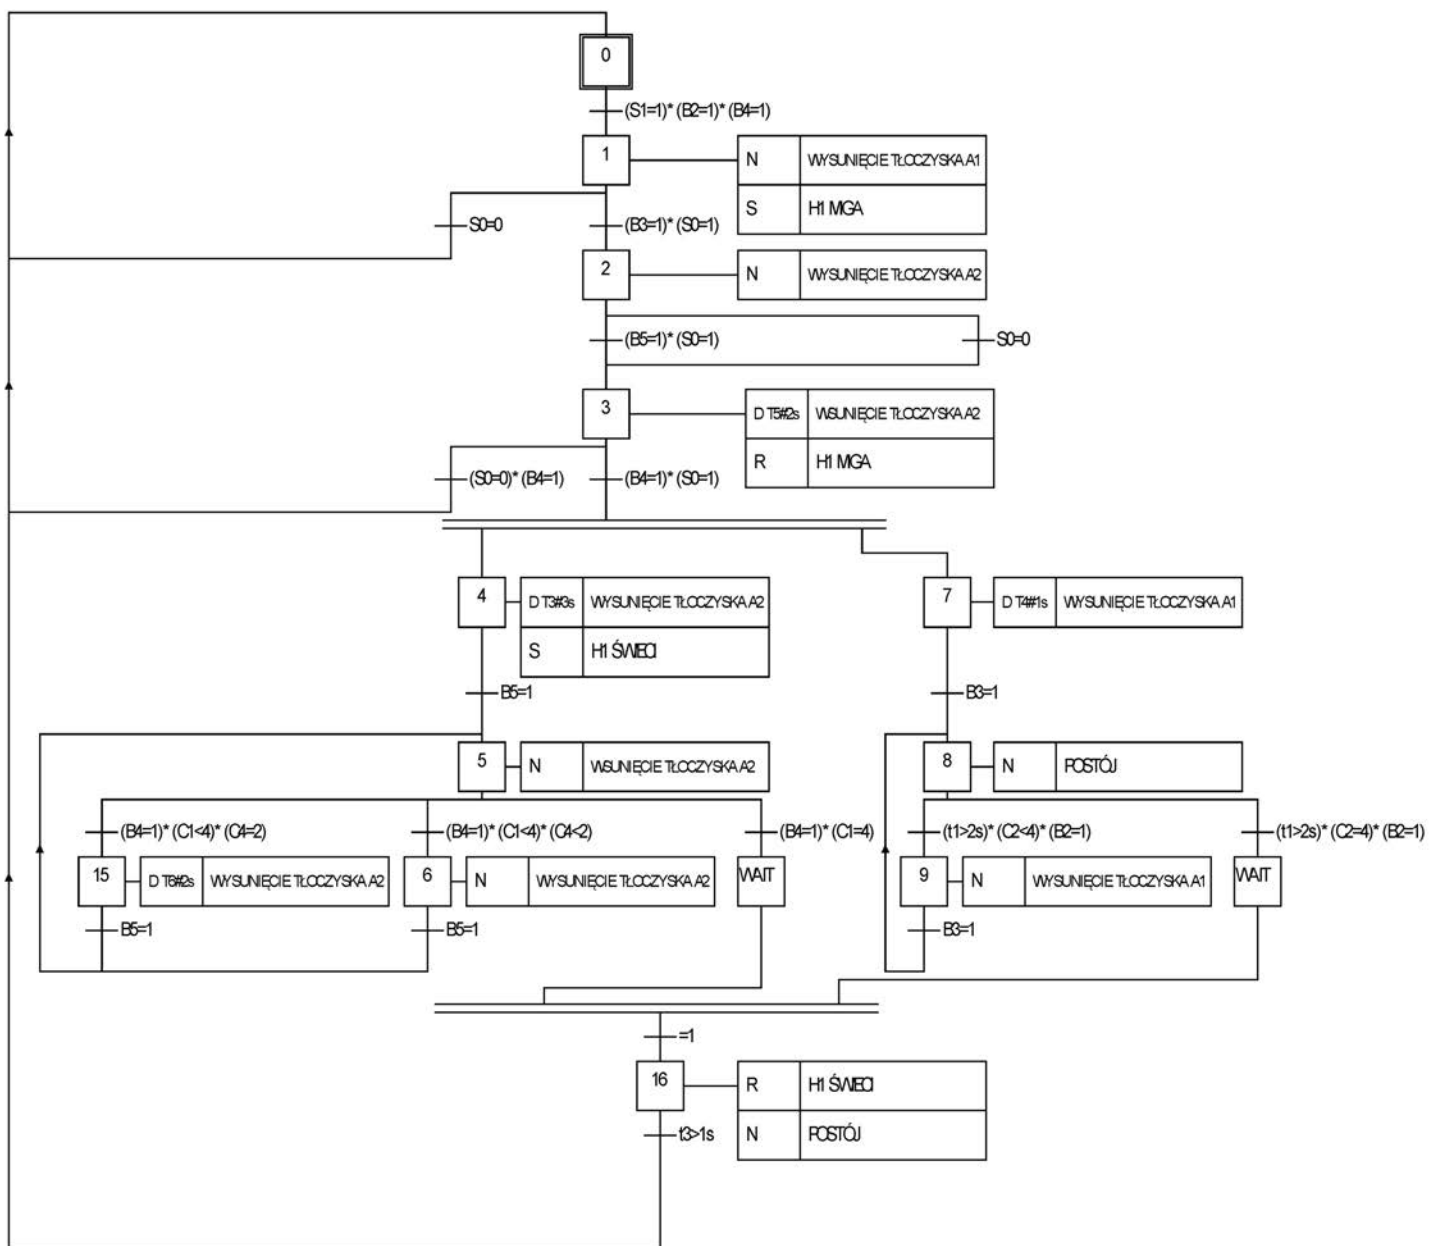 0
(S1=1)* (B2=1)* (B4=1)
1
N WYSUNIĘCIE TŁOCZYSKA A1
S H1 MGA
S0=0
(B3=1)* (S0=1)
2
N WYSUNIĘCIE TŁOCZYSKA A2
(B5=1)* (S0=1)
S0=0
3
D T5#2s WSUNIĘCIE TŁOCZYSKA A2
R H1 MGA
(S0=0)* (B4=1)
(B4=1)* (S0=1)
4
D T3#3s WYSUNIĘCIE TŁOCZYSKA A2
S H1 ŚWIECI
7
D T4#1s WYSUNIĘCIE TŁOCZYSKA A1
B5=1
B3=1
5
N WSUNIĘCIE TŁOCZYSKA A2
8
N POSTÓJ
(B4=1)* (C1<4)* (C4=2)
(B4=1)* (C1<4)* (C4<2)
(B4=1)* (C1=4)
(t1>2s)* (C2<4)* (B2=1)
(t1>2s)* (C2=4)* (B2=1)
15
D T6#2s WYSUNIĘCIE TŁOCZYSKA A2
6
N WYSUNIĘCIE TŁOCZYSKA A2
WAIT
9
N WYSUNIĘCIE TŁOCZYSKA A1
WAIT
B5=1
B5=1
B3=1
=1
16
R H1 ŚWIECI
N POSTÓJ
t3>1s